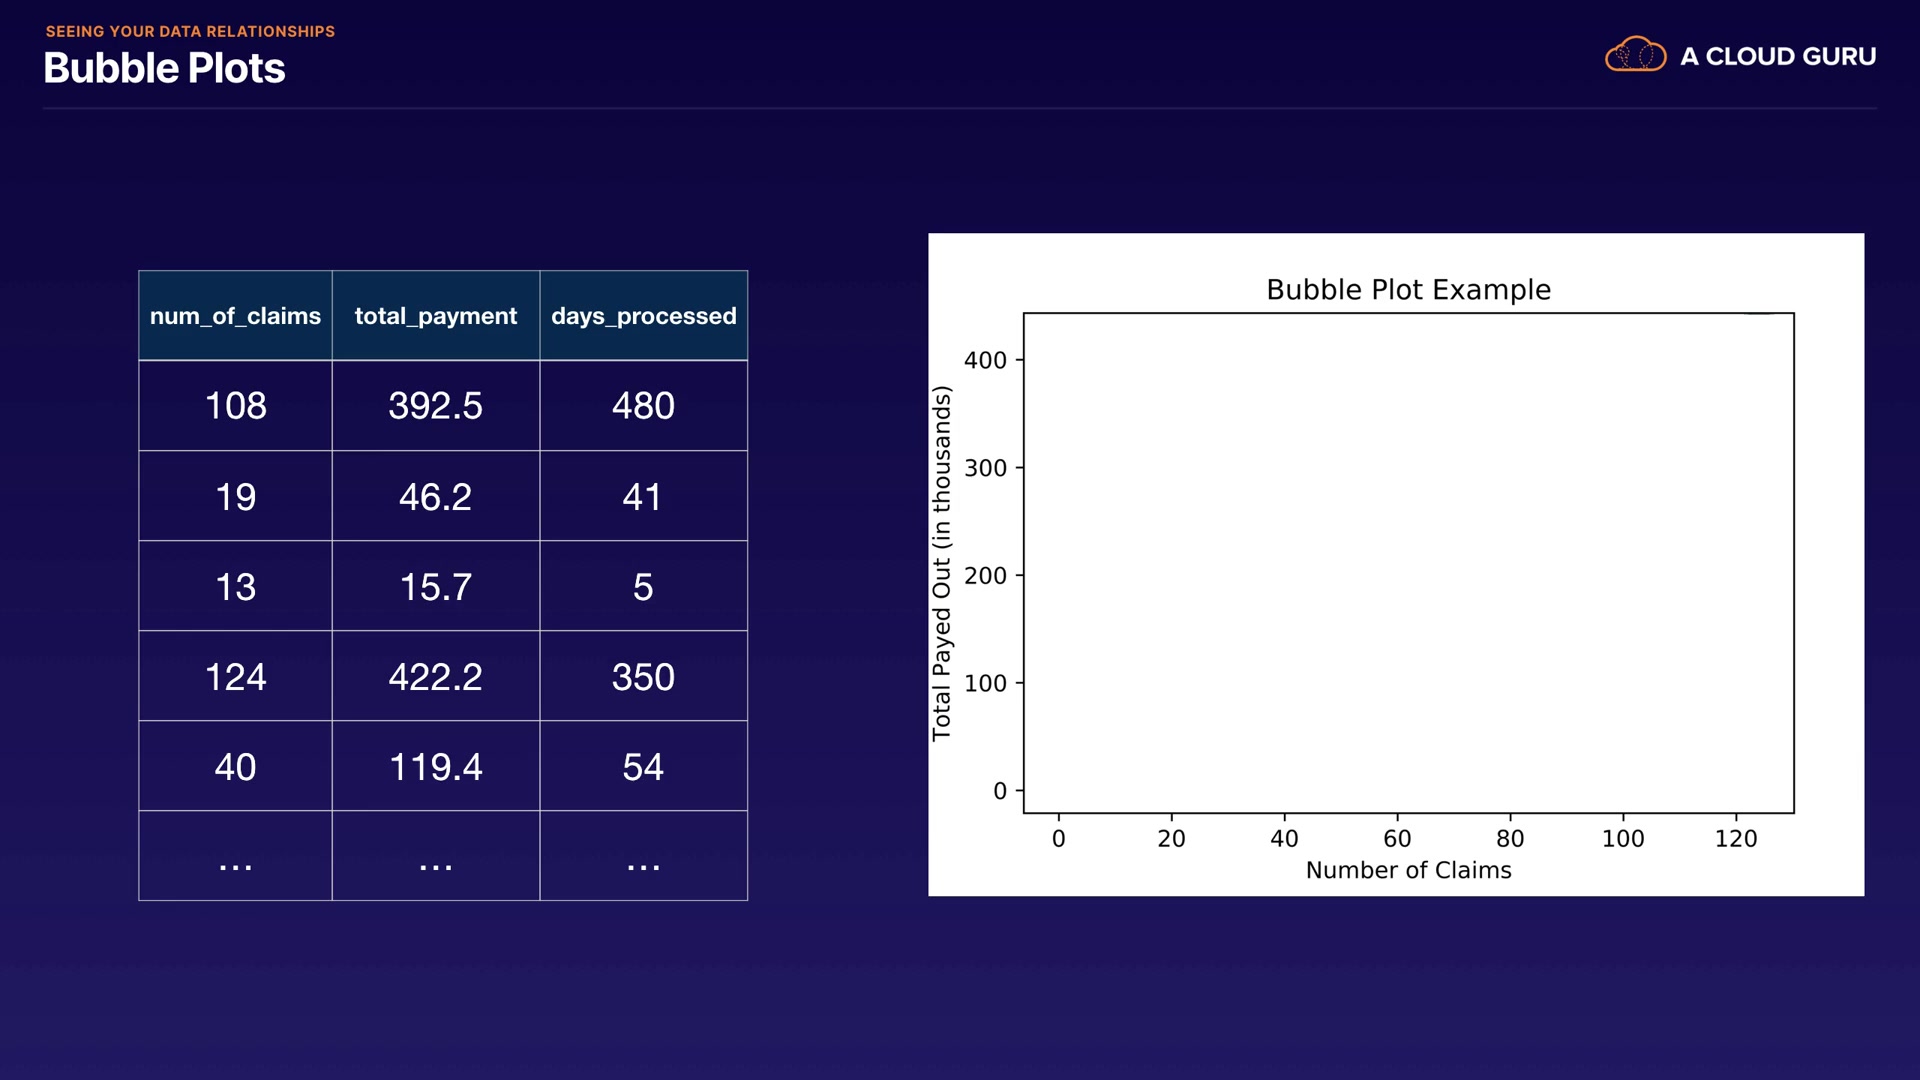 SEEING YOUR DATA RELATIONSHIPS
Bubble Plots
A CLOUD GURU
num_of_claims total_payment days_processed
108 392.5 480
19 46.2 41
13 15.7 5
124 422.2 350
40 119.4 54
... ... ...
Bubble Plot Example
Total Payed Out (in thousands)
400
300
200
100
0
0 20 40 60 80 100 120
Number of Claims